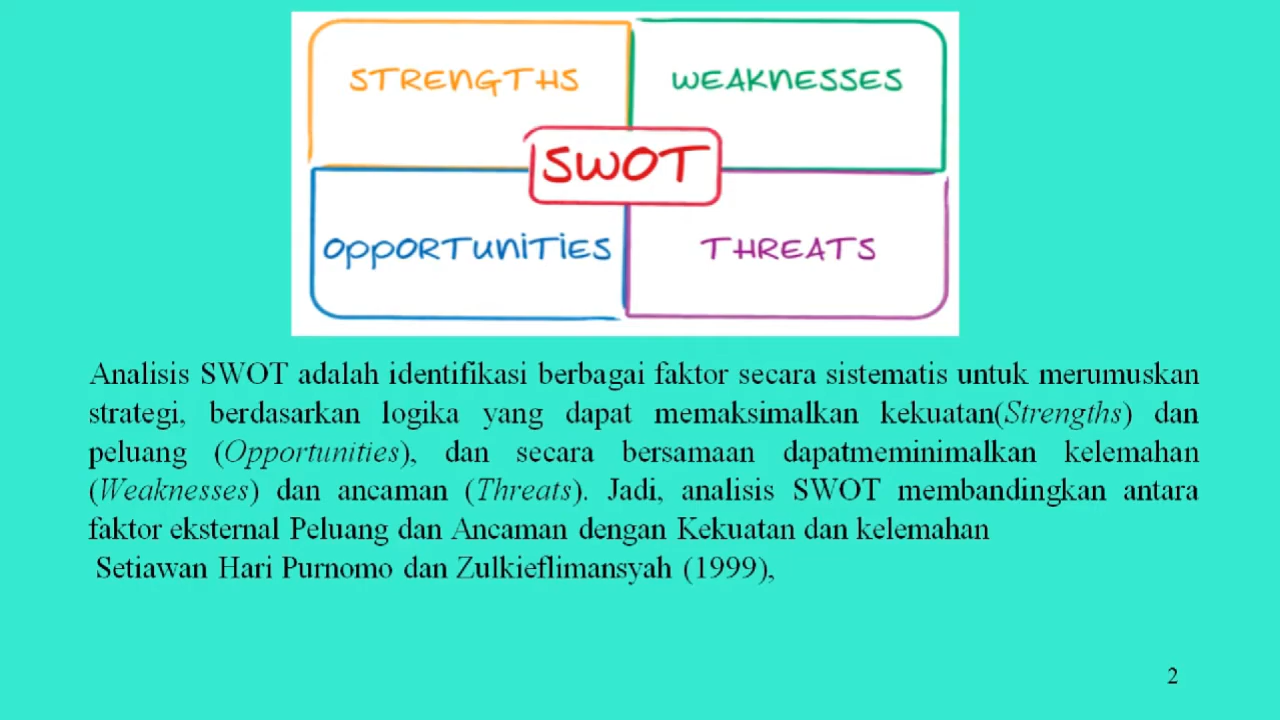 STRENGTHS
WEAKNESSES
SWOT
OPPORTUNITIES
THREATS
Analisis SWOT adalah identifikasi berbagai faktor secara sistematis untuk merumuskan
strategi, berdasarkan logika yang dapat memaksimalkan kekuatan(Strengths) dan
peluang (Opportunities), dan secara bersamaan dapatmeminimalkan kelemahan
(Weaknesses) dan ancaman (Threats). Jadi, analisis SWOT membandingkan antara
faktor eksternal Peluang dan Ancaman dengan Kekuatan dan kelemahan
Setiawan Hari Purnomo dan Zulkieflimansyah (1999),
2